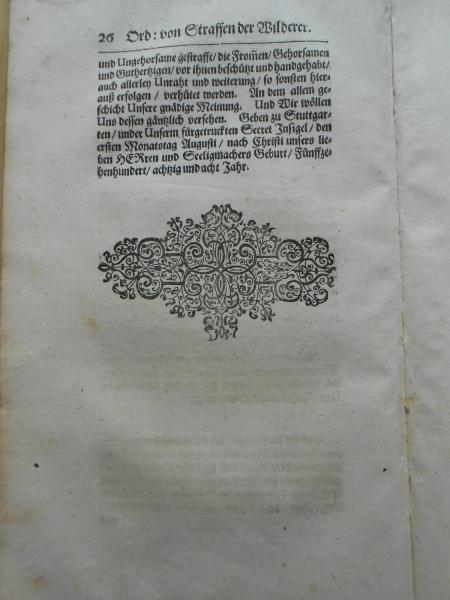 26 Ord: von Straffen der Wilderer.
und Ungehorsame gestrafft/ die From̃en/ Gehorsamen
und Guthertzigen/ vor ihnen beschützt und handgehabt/
auch allerley Unraht und weiterung/ so sonsten hier-
auß erfolgen/ verhütet werden. An dem allem ge-
schicht Unsere gnädige Meinung. Und Wir wöllen
Uns dessen gäntzlich versehen. Geben zu Stuttgar-
ten/ under Unserm fürgetruckten Secret Insigel/ den
ersten Monatstag Augusti/ nach Christi unsers lie-
ben HERren und Seeligmachers Geburt/ Fünffze-
henhundert/ achtzig und acht Jahr.